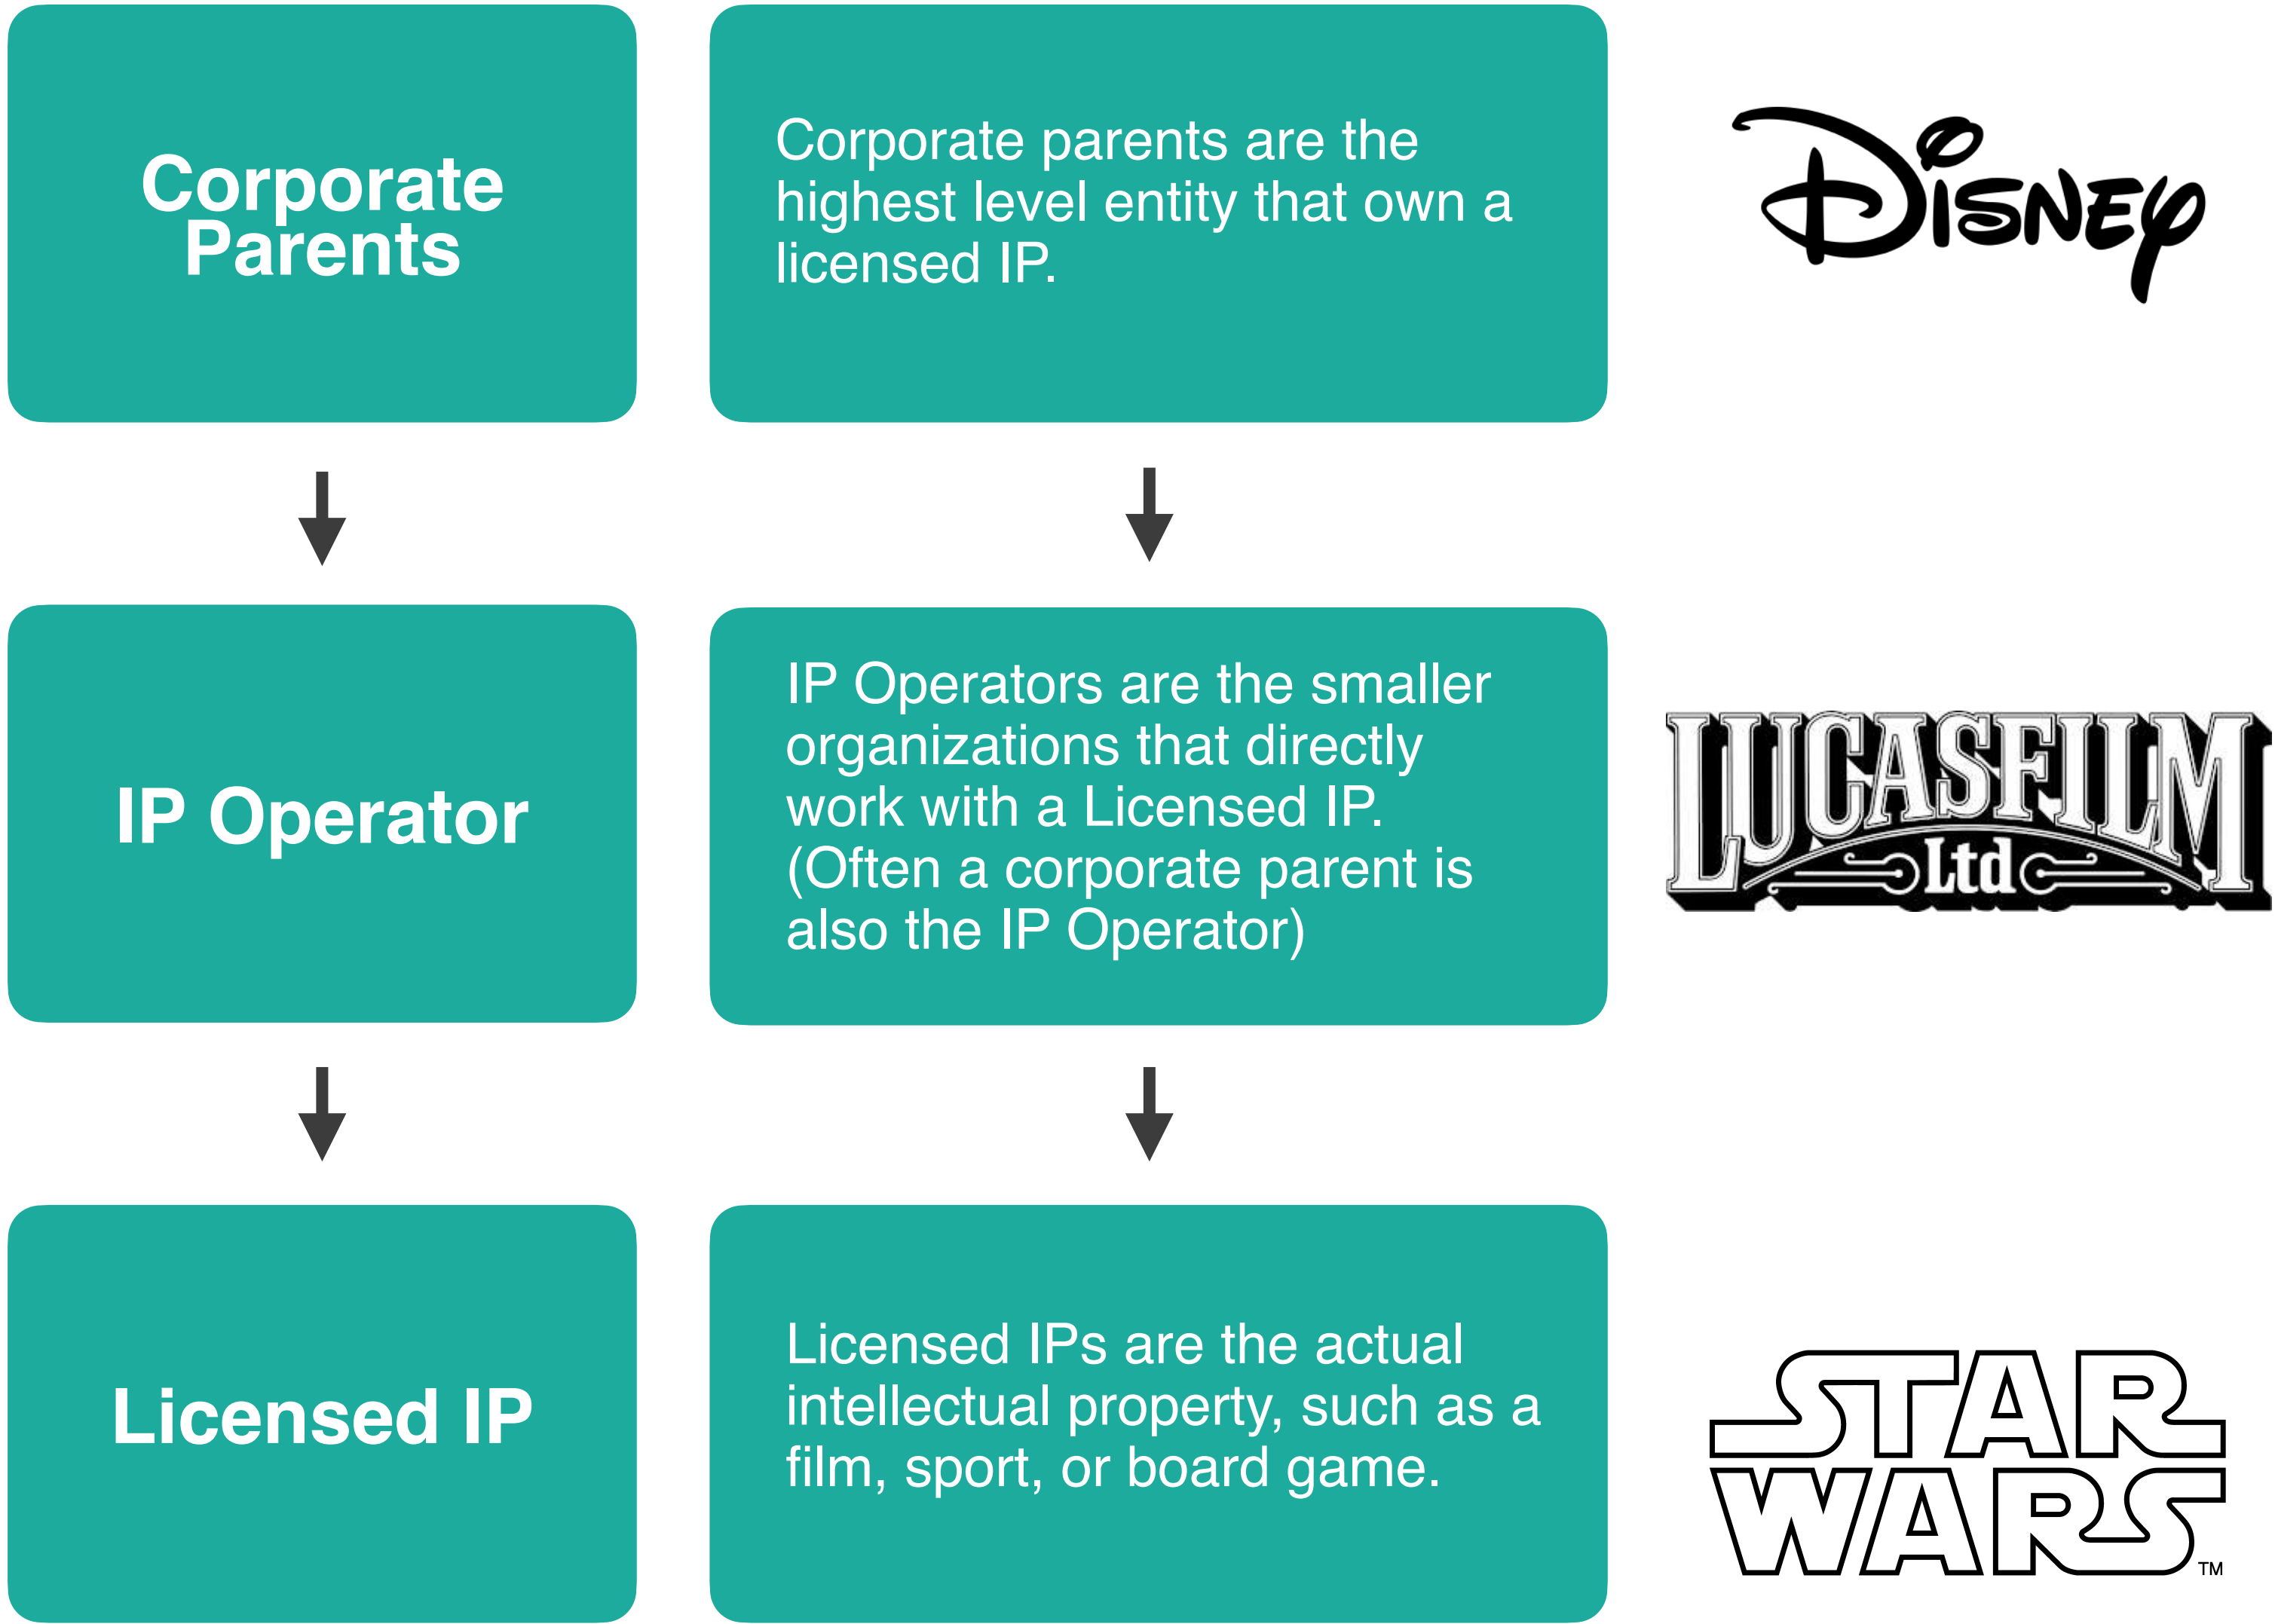 Corporate
Parents
Corporate parents are the
highest level entity that own a
licensed IP.
DISNEY
IP Operator
IP Operators are the smaller
organizations that directly
work with a Licensed IP.
(Often a corporate parent is
also the IP Operator)
LUCASFILM
Ltd
Licensed IP
Licensed IPs are the actual
intellectual property, such as a
film, sport, or board game.
STAR
WARS
TM